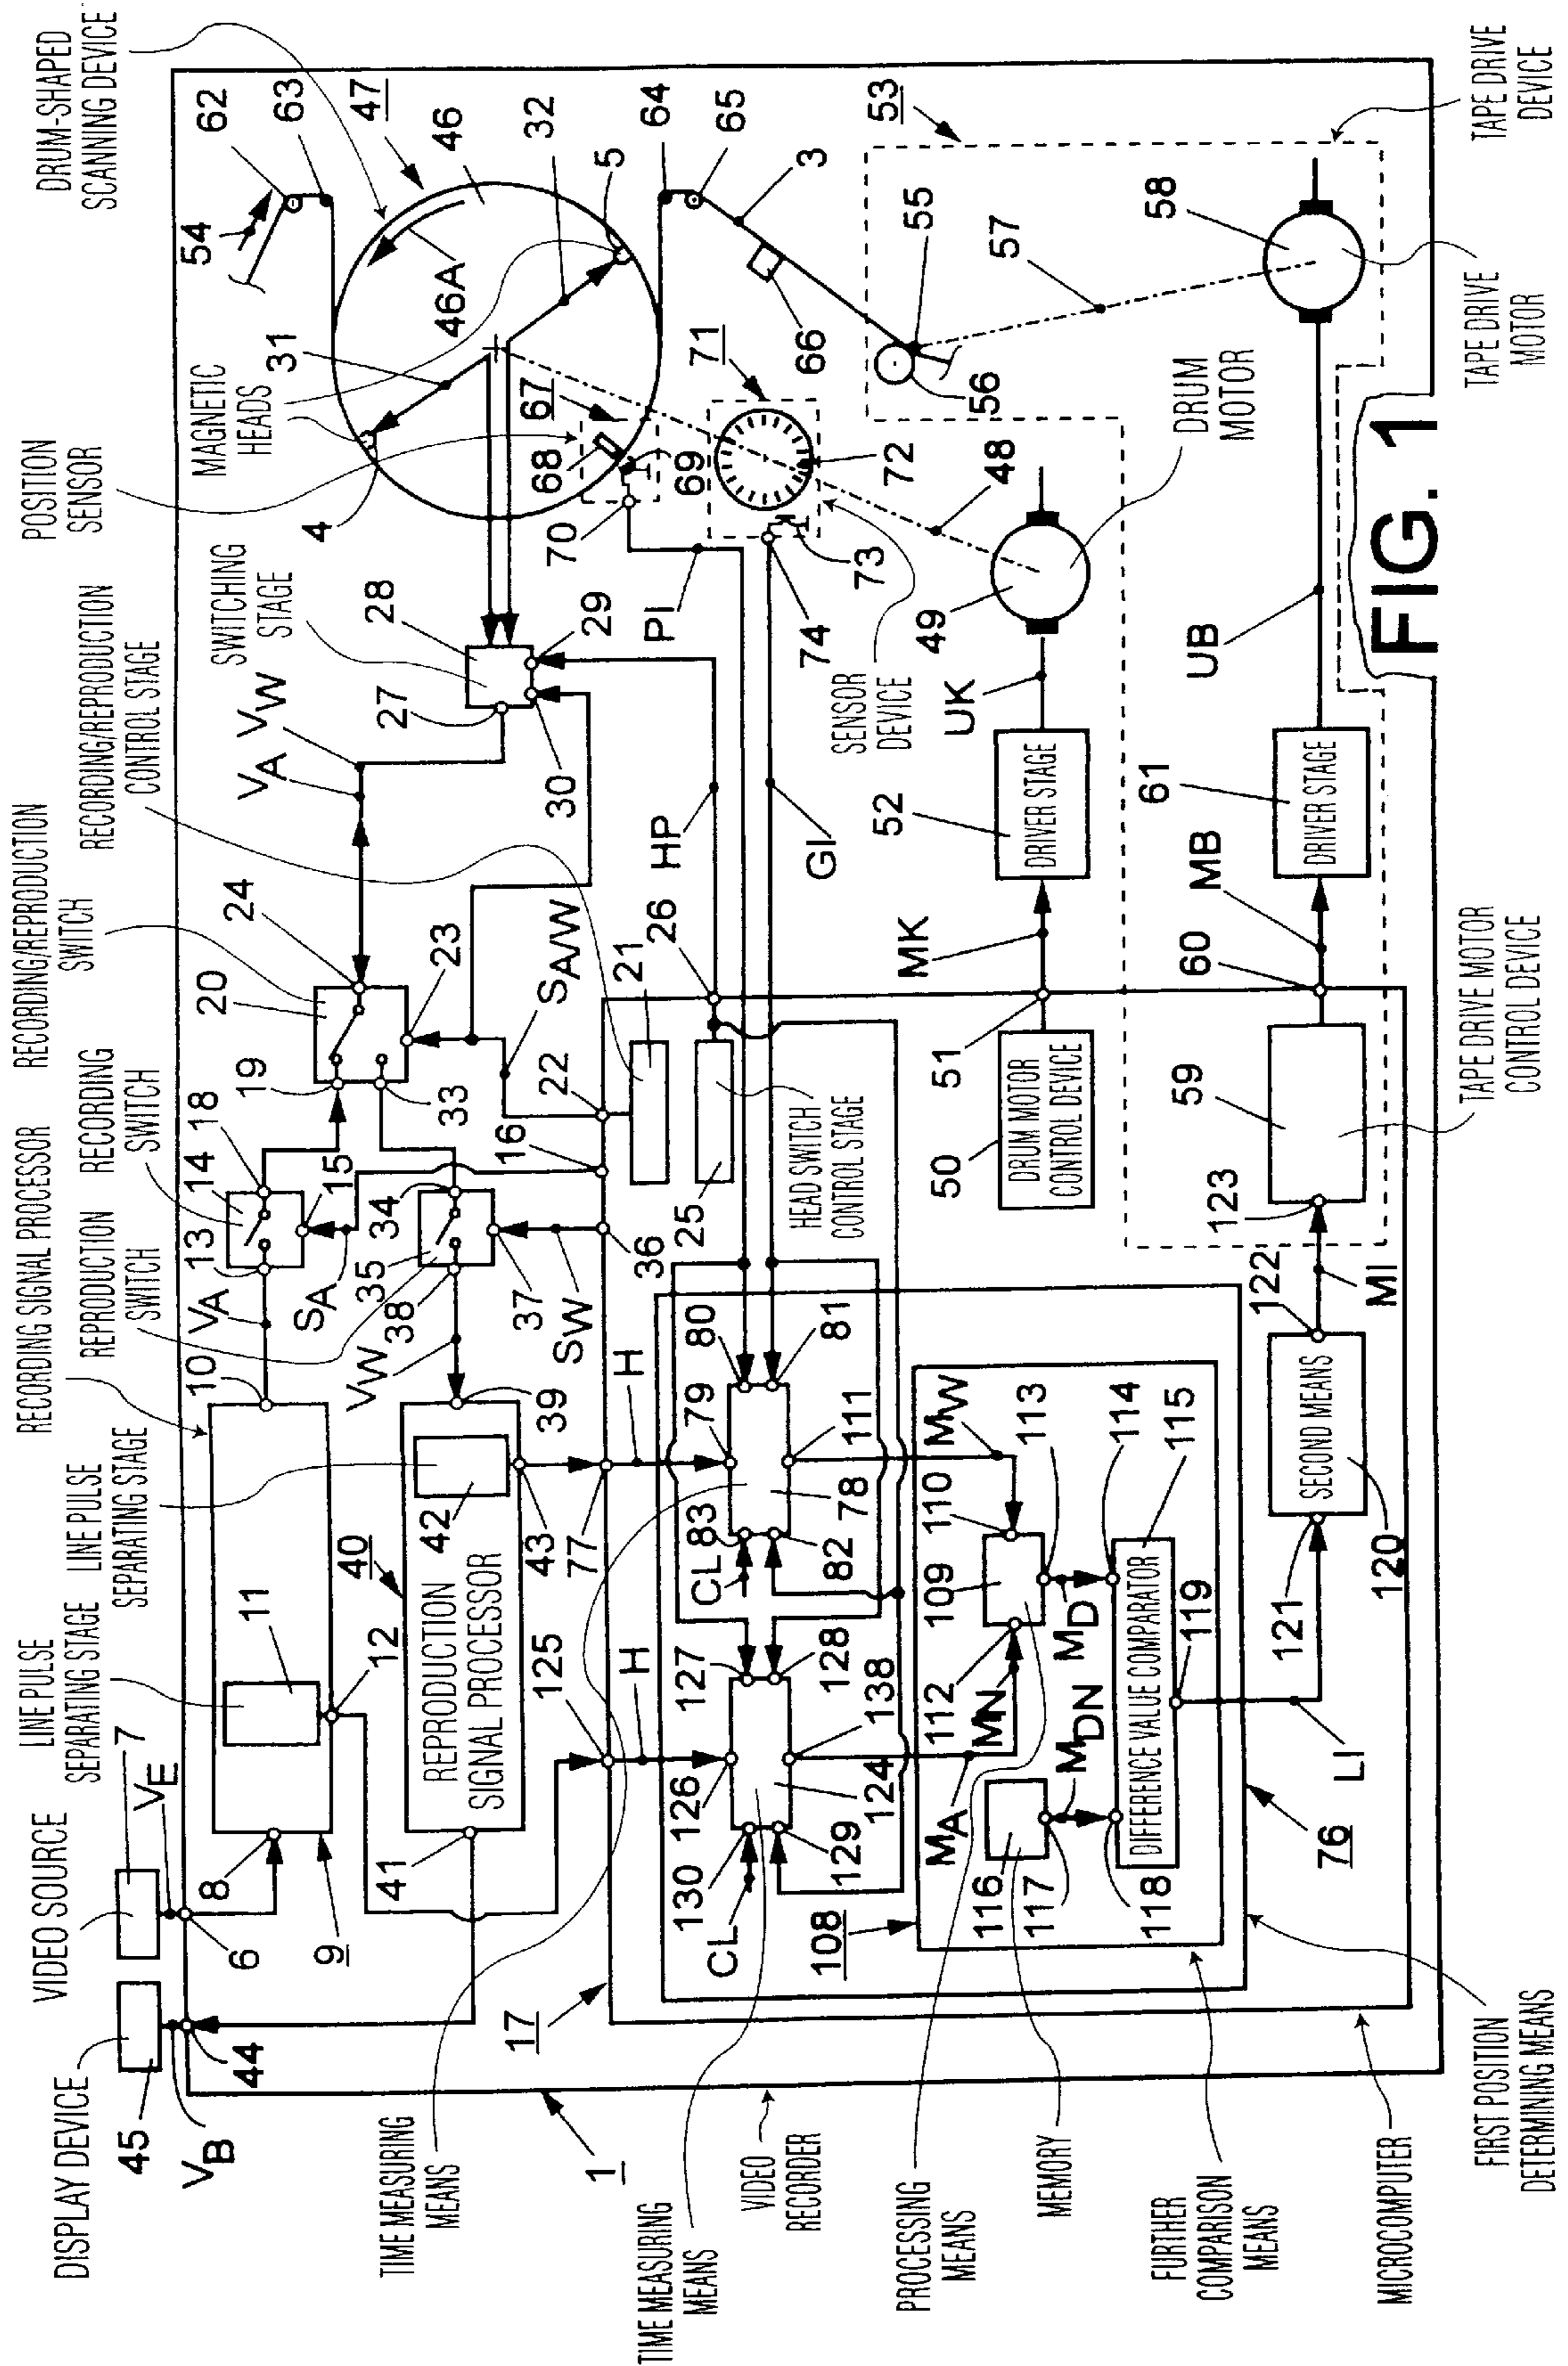 DISPLAY DEVICE
45
VB
44
VIDEO SOURCE
7
VE
6
8
9
LINE PULSE
SEPARATING STAGE
11
12
LINE PULSE
SEPARATING STAGE
RECORDING SIGNAL PROCESSOR
10
VA
REPRODUCTION
SWITCH
RECORDING
SWITCH
13
14
15
18
SA
16
RECORDING/REPRODUCTION
SWITCH
19
20
33
24
23
SA/W
22
RECORDING/REPRODUCTION
CONTROL STAGE
VA
VW
SWITCHING
STAGE
27
28
29
30
POSITION
SENSOR
4
MAGNETIC
HEADS
31
46A
46
47
32
5
DRUM-SHAPED
SCANNING DEVICE
54
62
63
64
65
3
66
67
68
69
70
PI
71
72
73
74
SENSOR
DEVICE
HP
GI
41
40
REPRODUCTION
SIGNAL PROCESSOR
42
43
39
VW
38
35
34
37
SW
36
77
H
125
H
17
21
25
26
HEAD SWITCH
CONTROL STAGE
TIME MEASURING
MEANS
CL
130
126
127
128
129
124
138
CL
83
79
80
81
82
78
111
MW
TIME MEASURING
MEANS
1
VIDEO
RECORDER
108
MA
MN
112
109
110
113
MD
114
115
116
117
118
MDN
DIFFERENCE VALUE COMPARATOR
119
LI
76
PROCESSING
MEANS
MEMORY
FURTHER
COMPARISON
MEANS
MICROCOMPUTER
FIRST POSITION
DETERMINING MEANS
121
SECOND MEANS
120
122
MI
123
59
60
TAPE DRIVE MOTOR
CONTROL DEVICE
50
DRUM MOTOR
CONTROL DEVICE
51
MK
52
DRIVER STAGE
UK
49
48
DRUM
MOTOR
MB
61
DRIVER STAGE
UB
53
55
56
57
58
TAPE DRIVE
MOTOR
TAPE DRIVE
DEVICE
FIG. 1